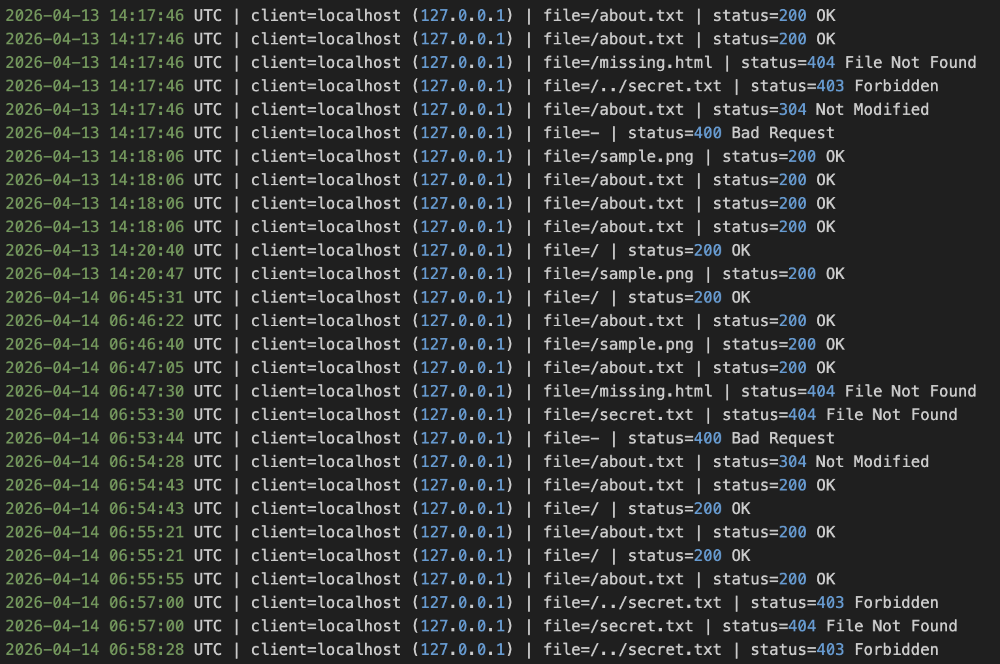 2026-04-13 14:17:46 UTC | client=localhost (127.0.0.1) | file=/about.txt | status=200 OK
2026-04-13 14:17:46 UTC | client=localhost (127.0.0.1) | file=/about.txt | status=200 OK
2026-04-13 14:17:46 UTC | client=localhost (127.0.0.1) | file=/missing.html | status=404 File Not Found
2026-04-13 14:17:46 UTC | client=localhost (127.0.0.1) | file=/../secret.txt | status=403 Forbidden
2026-04-13 14:17:46 UTC | client=localhost (127.0.0.1) | file=/about.txt | status=304 Not Modified
2026-04-13 14:17:46 UTC | client=localhost (127.0.0.1) | file=- | status=400 Bad Request
2026-04-13 14:18:06 UTC | client=localhost (127.0.0.1) | file=/sample.png | status=200 OK
2026-04-13 14:18:06 UTC | client=localhost (127.0.0.1) | file=/about.txt | status=200 OK
2026-04-13 14:18:06 UTC | client=localhost (127.0.0.1) | file=/about.txt | status=200 OK
2026-04-13 14:18:06 UTC | client=localhost (127.0.0.1) | file=/about.txt | status=200 OK
2026-04-13 14:20:40 UTC | client=localhost (127.0.0.1) | file=/ | status=200 OK
2026-04-13 14:20:47 UTC | client=localhost (127.0.0.1) | file=/sample.png | status=200 OK
2026-04-14 06:45:31 UTC | client=localhost (127.0.0.1) | file=/ | status=200 OK
2026-04-14 06:46:22 UTC | client=localhost (127.0.0.1) | file=/about.txt | status=200 OK
2026-04-14 06:46:40 UTC | client=localhost (127.0.0.1) | file=/sample.png | status=200 OK
2026-04-14 06:47:05 UTC | client=localhost (127.0.0.1) | file=/about.txt | status=200 OK
2026-04-14 06:47:30 UTC | client=localhost (127.0.0.1) | file=/missing.html | status=404 File Not Found
2026-04-14 06:53:30 UTC | client=localhost (127.0.0.1) | file=/secret.txt | status=404 File Not Found
2026-04-14 06:53:44 UTC | client=localhost (127.0.0.1) | file=- | status=400 Bad Request
2026-04-14 06:54:28 UTC | client=localhost (127.0.0.1) | file=/about.txt | status=304 Not Modified
2026-04-14 06:54:43 UTC | client=localhost (127.0.0.1) | file=/about.txt | status=200 OK
2026-04-14 06:54:43 UTC | client=localhost (127.0.0.1) | file=/ | status=200 OK
2026-04-14 06:55:21 UTC | client=localhost (127.0.0.1) | file=/about.txt | status=200 OK
2026-04-14 06:55:21 UTC | client=localhost (127.0.0.1) | file=/ | status=200 OK
2026-04-14 06:55:55 UTC | client=localhost (127.0.0.1) | file=/about.txt | status=200 OK
2026-04-14 06:57:00 UTC | client=localhost (127.0.0.1) | file=/../secret.txt | status=403 Forbidden
2026-04-14 06:57:00 UTC | client=localhost (127.0.0.1) | file=/secret.txt | status=404 File Not Found
2026-04-14 06:58:28 UTC | client=localhost (127.0.0.1) | file=/../secret.txt | status=403 Forbidden